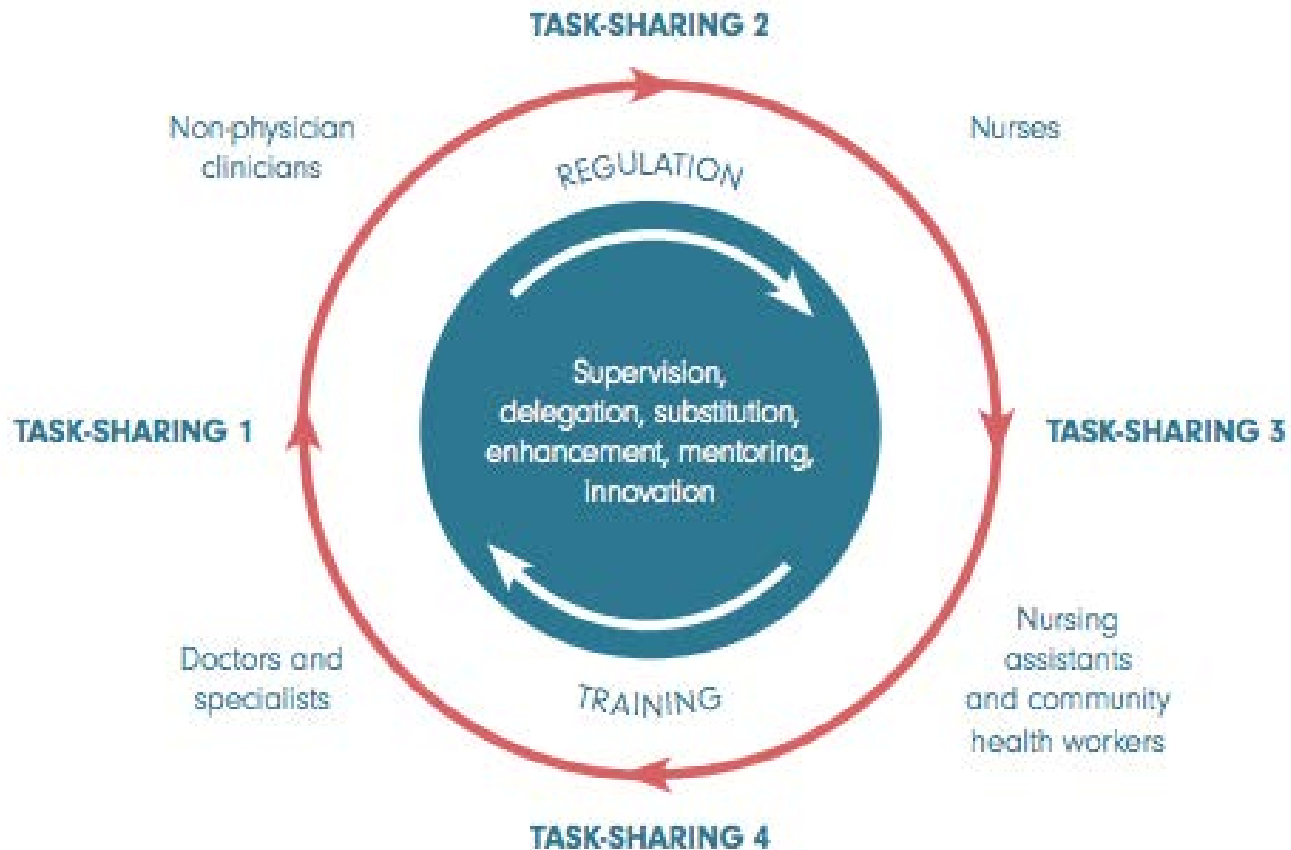 TASK-SHARING 2
Non-physician
clinicians
Nurses
REGULATION
TASK-SHARING 1
Supervision,
delegation, substitution,
enhancement, mentoring,
innovation
TASK-SHARING 3
Doctors and
specialists
TRAINING
Nursing
assistants
and community
health workers
TASK-SHARING 4